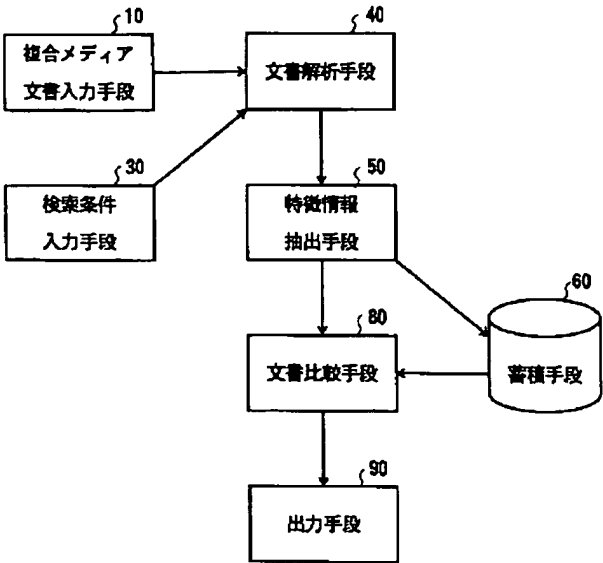 10
複合メディア
文書入力手段
40
文書解析手段
30
検索条件
入力手段
50
特徴情報
抽出手段
60
蓄積手段
80
文書比較手段
90
出力手段